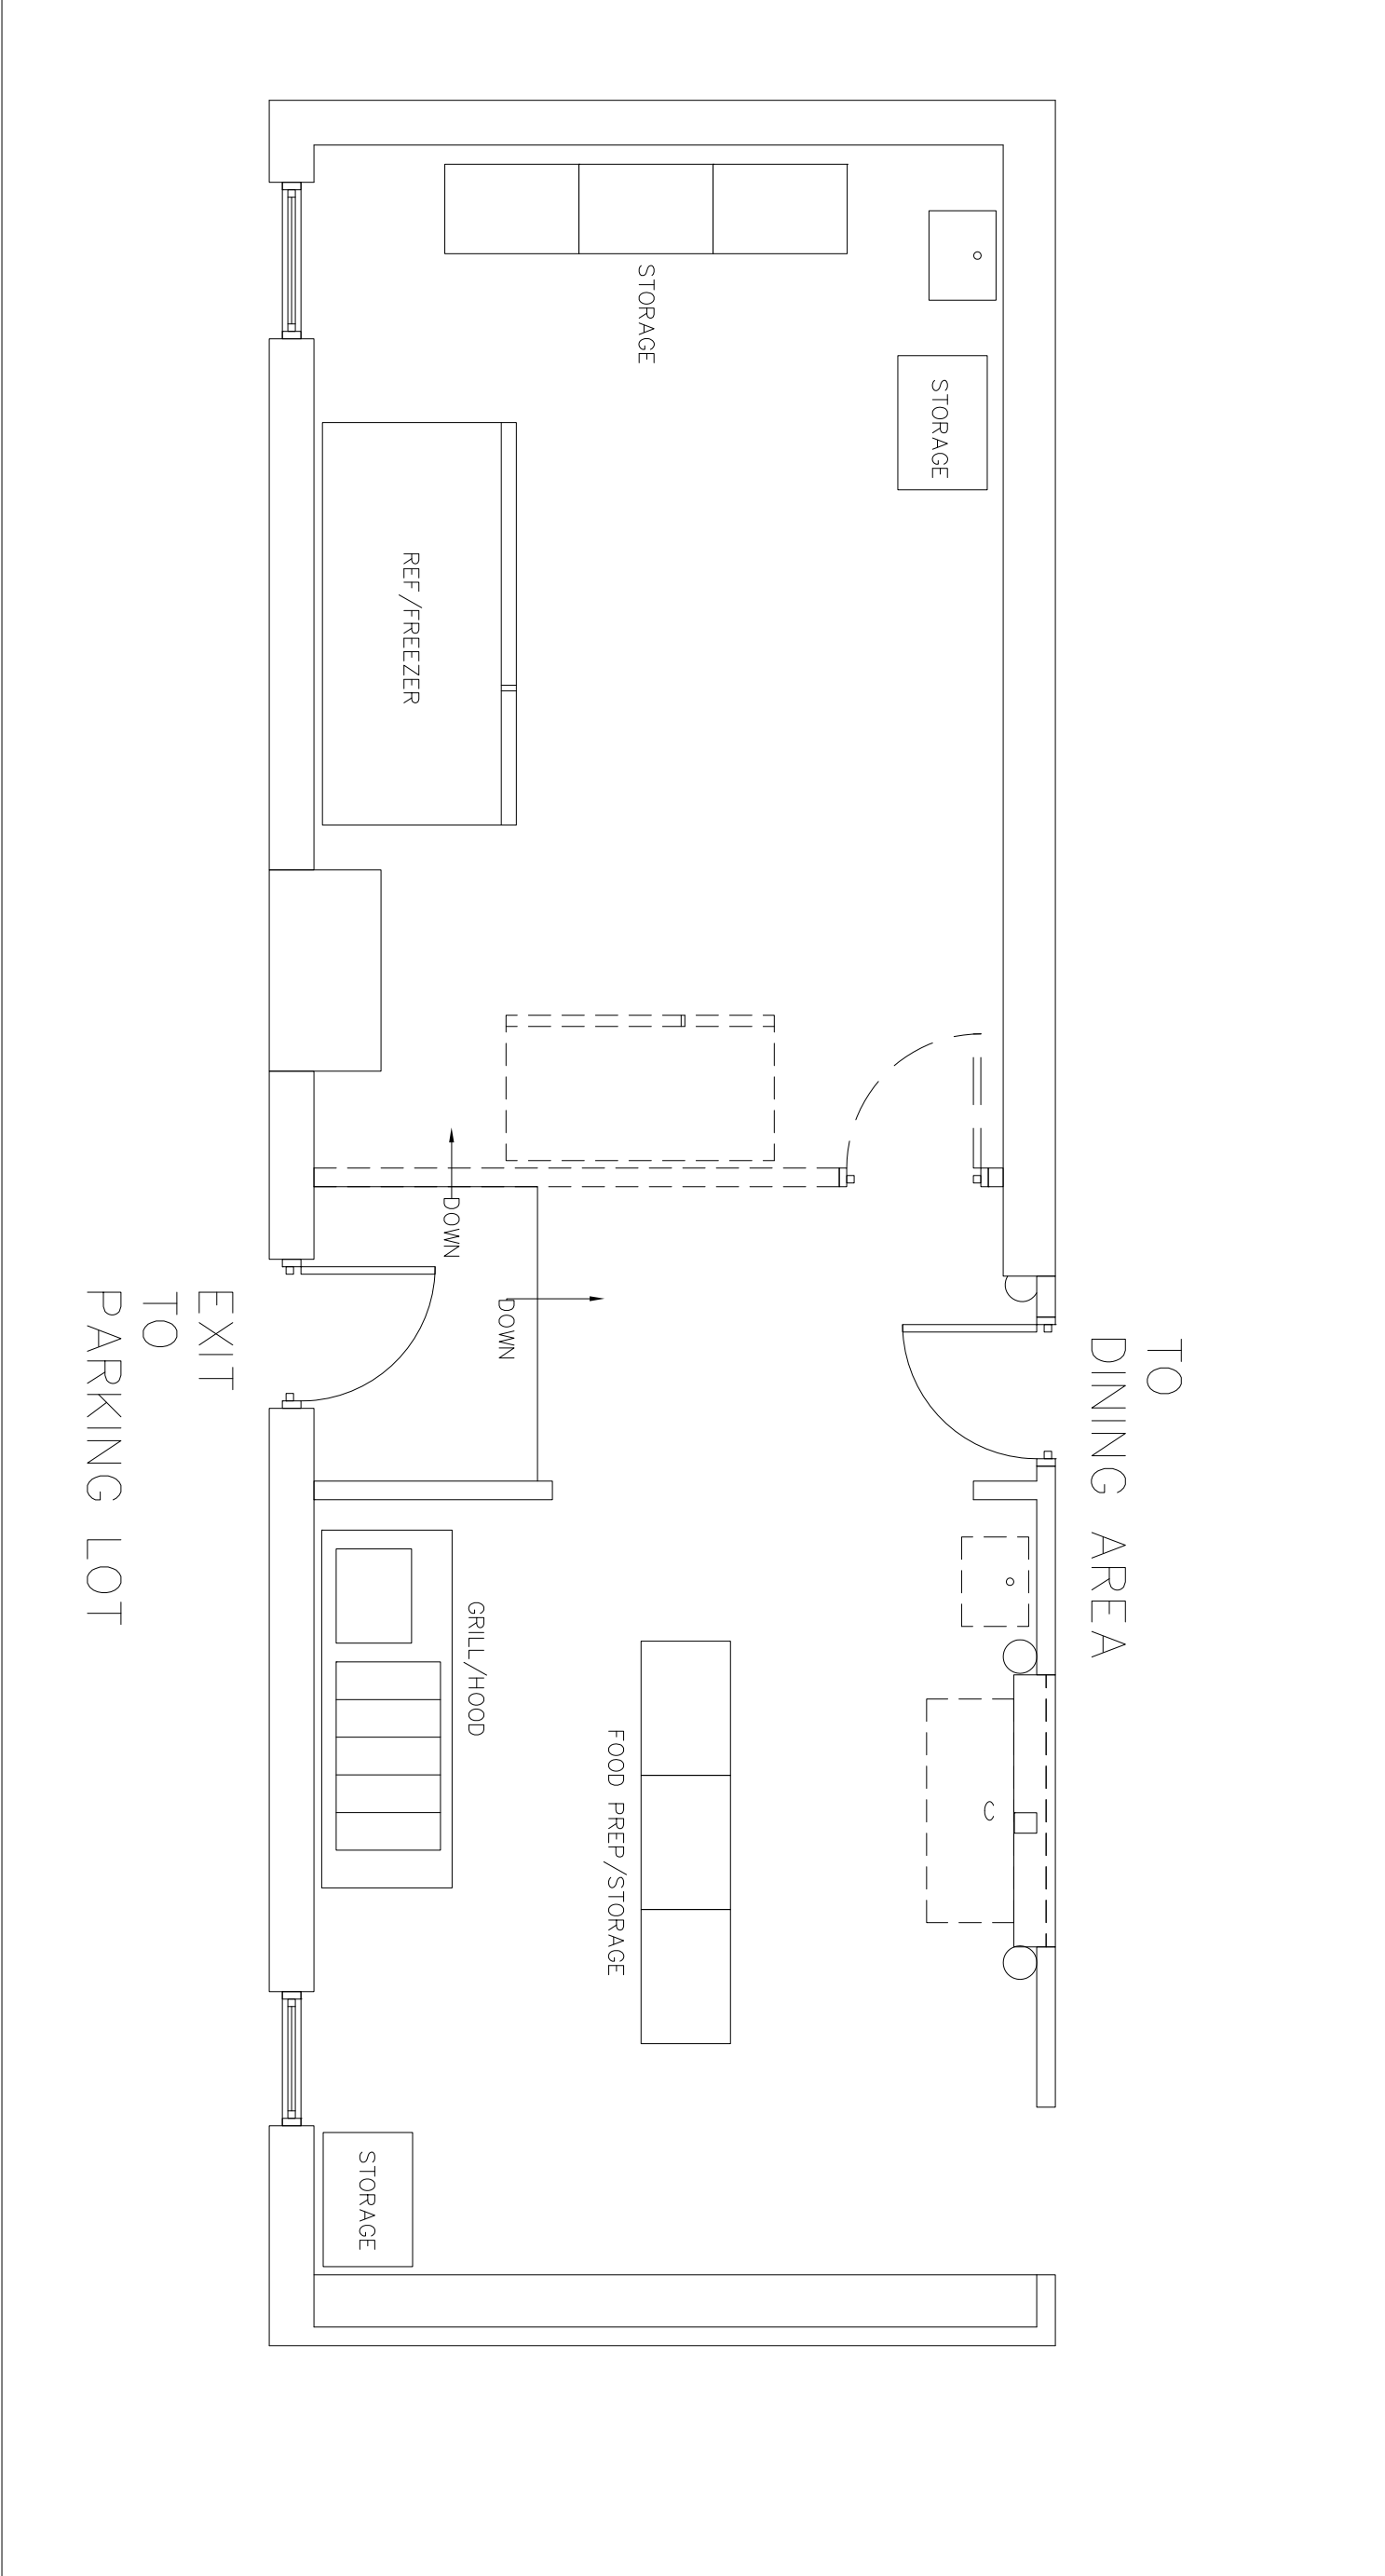 TO
DINING AREA
STORAGE
STORAGE
REF/FREEZER
DOWN
DOWN
C
GRILL/HOOD
FOOD PREP/STORAGE
STORAGE
EXIT
TO
PARKING LOT